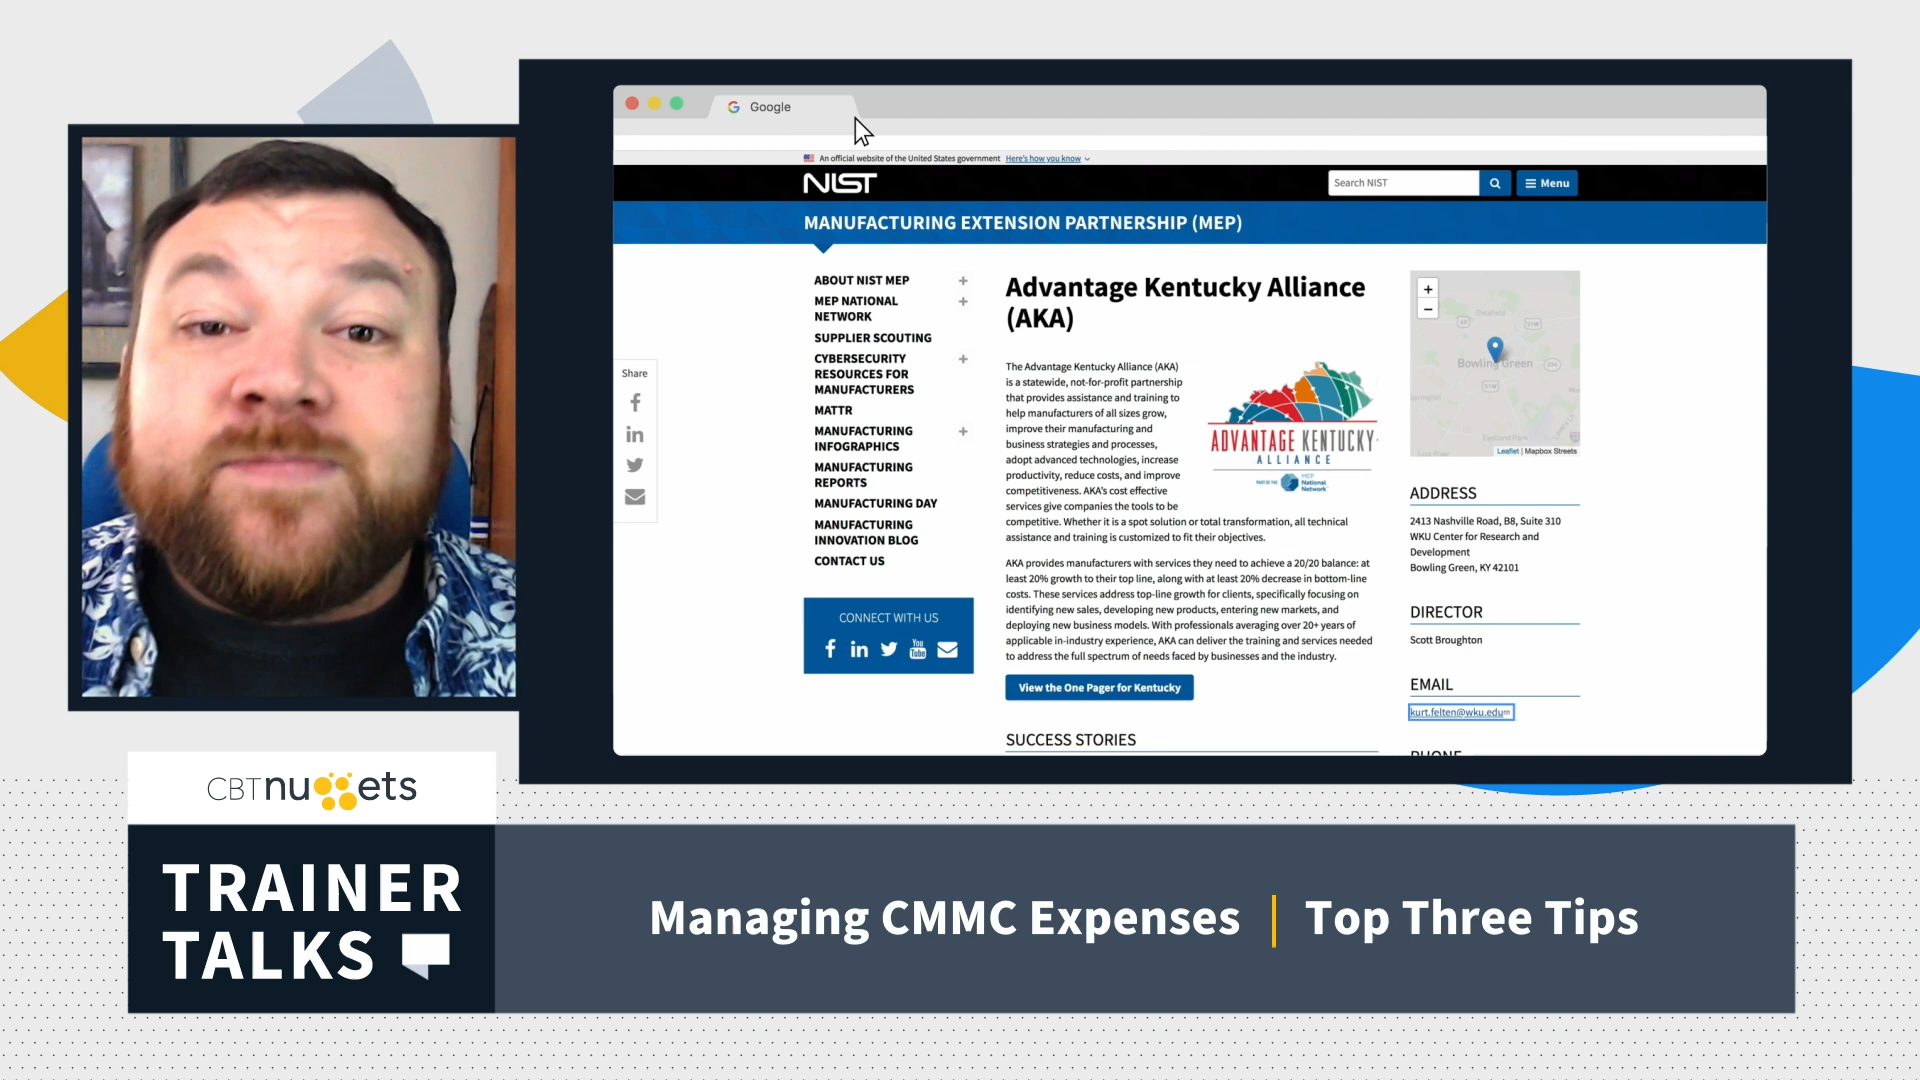 Google
An official website of the United States government Here's how you know
NIST
Search NIST
Menu
MANUFACTURING EXTENSION PARTNERSHIP (MEP)
Share
ABOUT NIST MEP
MEP NATIONAL
NETWORK
SUPPLIER SCOUTING
CYBERSECURITY
RESOURCES FOR
MANUFACTURERS
MATTR
MANUFACTURING
INFOGRAPHICS
MANUFACTURING
REPORTS
MANUFACTURING DAY
MANUFACTURING
INNOVATION BLOG
CONTACT US
CONNECT WITH US
You
Tube
Advantage Kentucky Alliance
(AKA)
The Advantage Kentucky Alliance (AKA)
is a statewide, not-for-profit partnership
that provides assistance and training to
help manufacturers of all sizes grow,
improve their manufacturing and
business strategies and processes,
adopt advanced technologies, increase
productivity, reduce costs, and improve
competitiveness. AKA's cost effective
services give companies the tools to be
competitive. Whether it is a spot solution or total transformation, all technical
assistance and training is customized to fit their objectives.
ADVANTAGE KENTUCKY
ALLIANCE
PART OF THE
MEP
National
Network
AKA provides manufacturers with services they need to achieve a 20/20 balance: at
least 20% growth to their top line, along with at least 20% decrease in bottom-line
costs. These services address top-line growth for clients, specifically focusing on
identifying new sales, developing new products, entering new markets, and
deploying new business models. With professionals averaging over 20+ years of
applicable in-industry experience, AKA can deliver the training and services needed
to address the full spectrum of needs faced by businesses and the industry.
View the One Pager for Kentucky
SUCCESS STORIES
+
−
Bowling Green
Leaflet | Mapbox Streets
ADDRESS
2413 Nashville Road, B8, Suite 310
WKU Center for Research and
Development
Bowling Green, KY 42101
DIRECTOR
Scott Broughton
EMAIL
kurt.felten@wku.edu
PHONE
CBTnuggets
TRAINER
TALKS
Managing CMMC Expenses | Top Three Tips